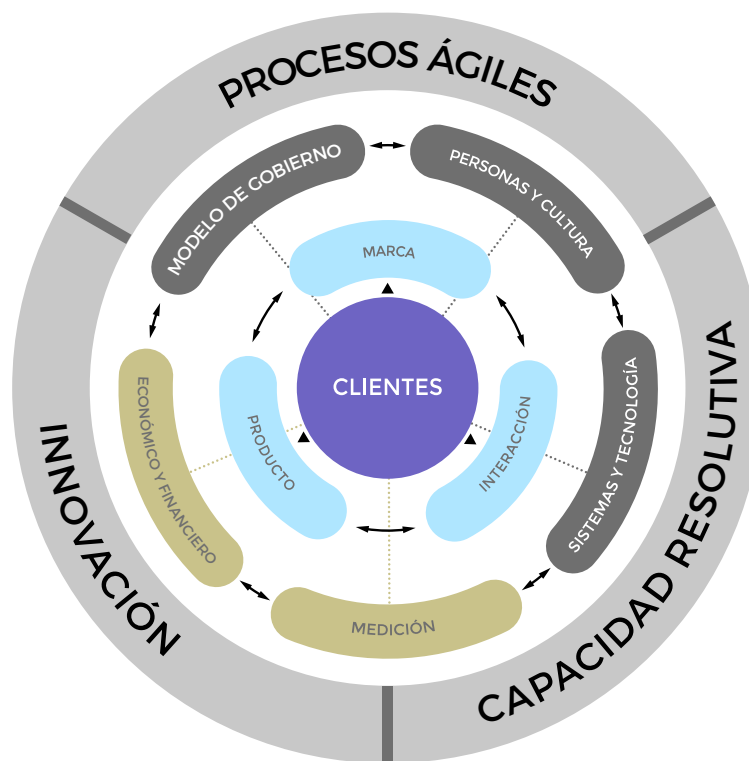 PROCESOS ÁGILES
MODELO DE GOBIERNO
PERSONAS Y CULTURA
MARCA
CLIENTES
ECONÓMICO Y FINANCIERO
PRODUCTO
INTERACCIÓN
SISTEMAS Y TECNOLOGÍA
MEDICIÓN
INNOVACIÓN
CAPACIDAD RESOLUTIVA